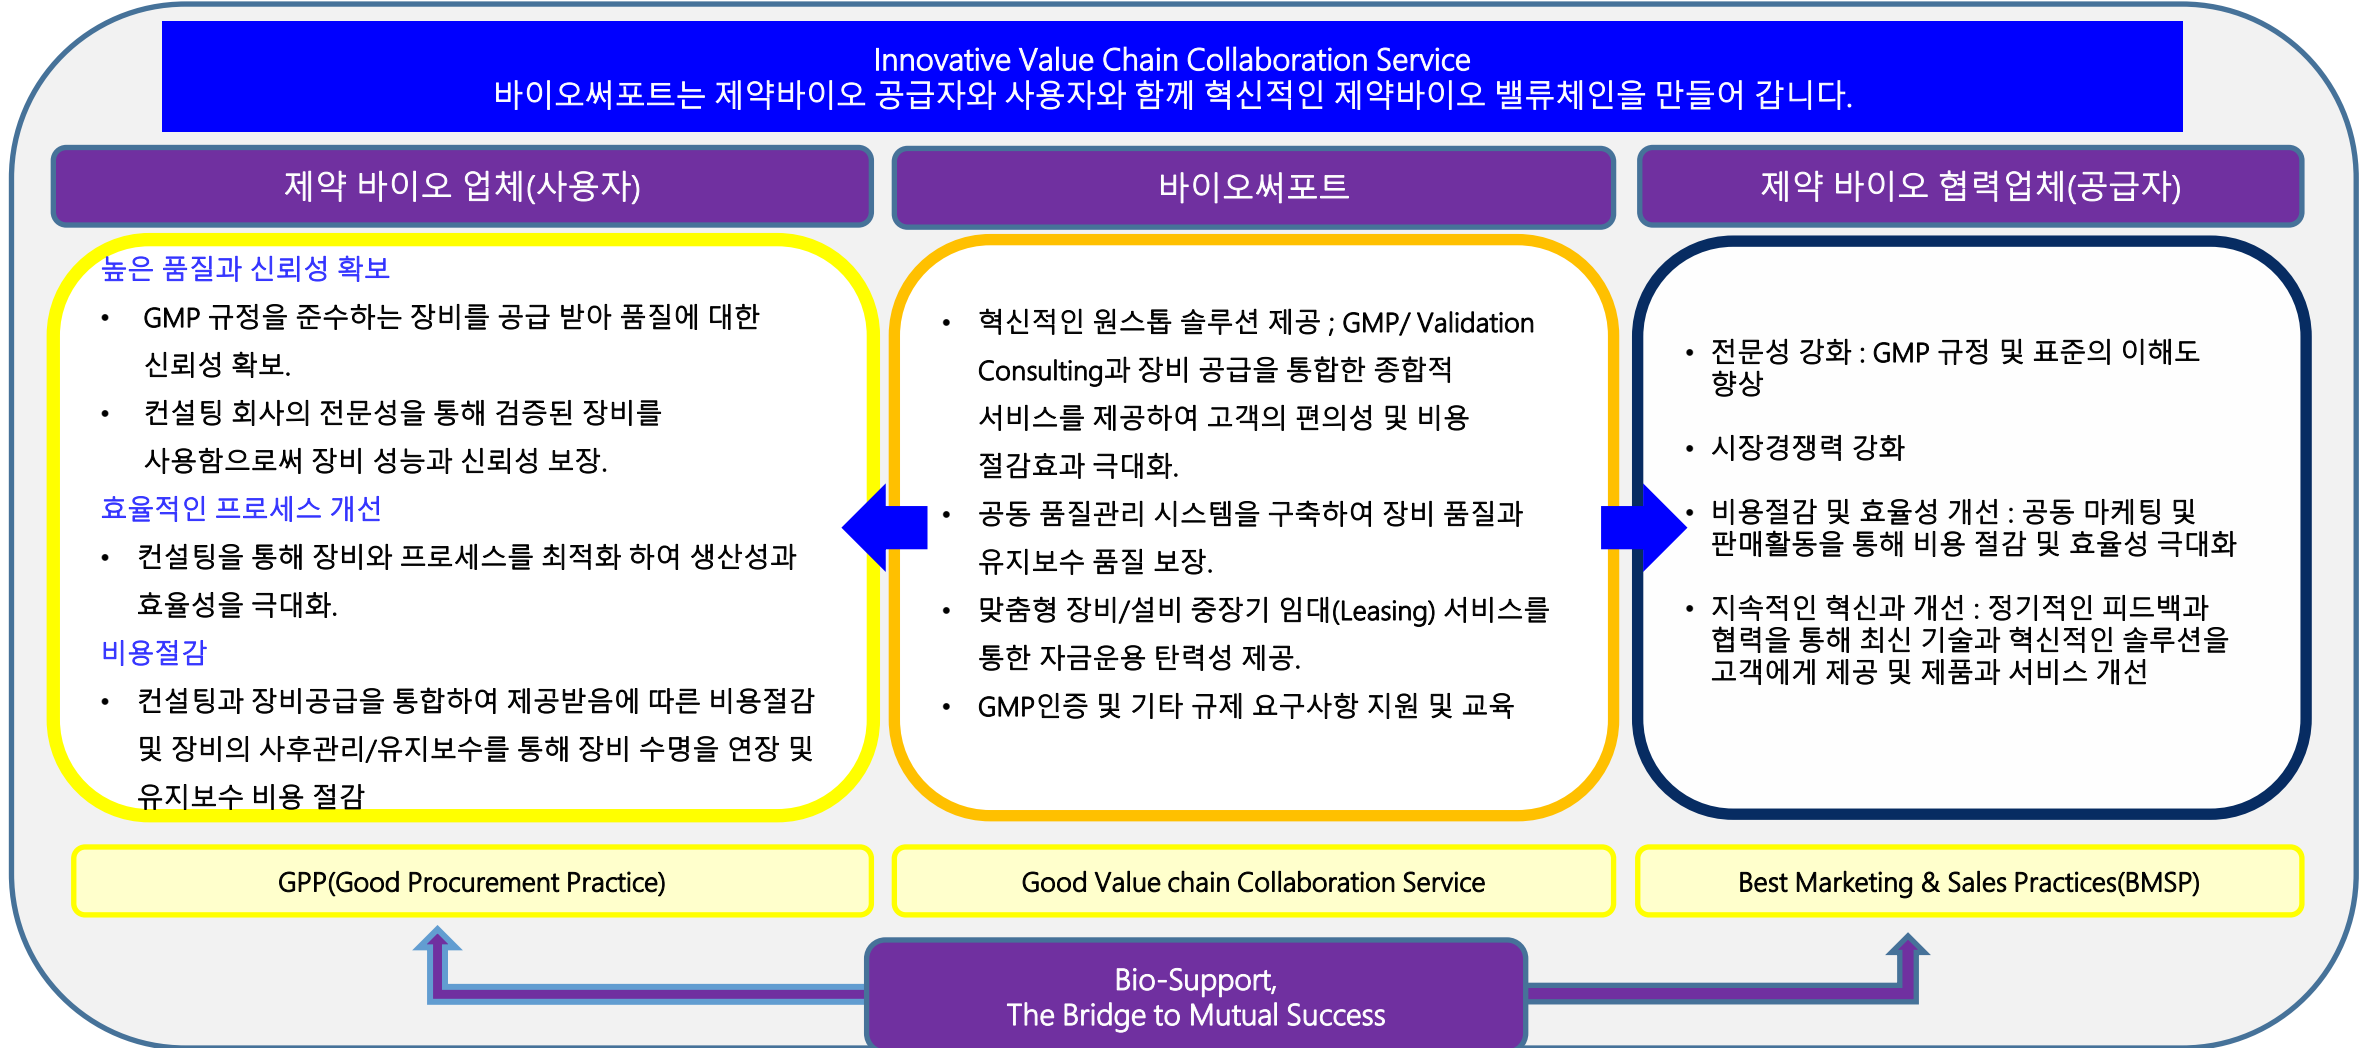 Innovative Value Chain Collaboration Service
바이오써포트는 제약바이오 공급자와 사용자와 함께 혁신적인 제약바이오 밸류체인을 만들어 갑니다.
제약 바이오 업체(사용자)
높은 품질과 신뢰성 확보
• GMP 규정을 준수하는 장비를 공급 받아 품질에 대한
신뢰성 확보.
• 컨설팅 회사의 전문성을 통해 검증된 장비를
사용함으로써 장비 성능과 신뢰성 보장.
효율적인 프로세스 개선
• 컨설팅을 통해 장비와 프로세스를 최적화 하여 생산성과
효율성을 극대화.
비용절감
• 컨설팅과 장비공급을 통합하여 제공받음에 따른 비용절감
및 장비의 사후관리/유지보수를 통해 장비 수명을 연장 및
유지보수 비용 절감
GPP(Good Procurement Practice)
바이오써포트
• 혁신적인 원스톱 솔루션 제공 ; GMP/ Validation
Consulting과 장비 공급을 통합한 종합적
서비스를 제공하여 고객의 편의성 및 비용
절감효과 극대화.
• 공동 품질관리 시스템을 구축하여 장비 품질과
유지보수 품질 보장.
• 맞춤형 장비/설비 중장기 임대(Leasing) 서비스를
통한 자금운용 탄력성 제공.
• GMP인증 및 기타 규제 요구사항 지원 및 교육
Good Value chain Collaboration Service
제약 바이오 협력업체(공급자)
• 전문성 강화 : GMP 규정 및 표준의 이해도
향상
• 시장경쟁력 강화
• 비용절감 및 효율성 개선 : 공동 마케팅 및
판매활동을 통해 비용 절감 및 효율성 극대화
• 지속적인 혁신과 개선 : 정기적인 피드백과
협력을 통해 최신 기술과 혁신적인 솔루션을
고객에게 제공 및 제품과 서비스 개선
Best Marketing & Sales Practices(BMSP)
Bio-Support,
The Bridge to Mutual Success